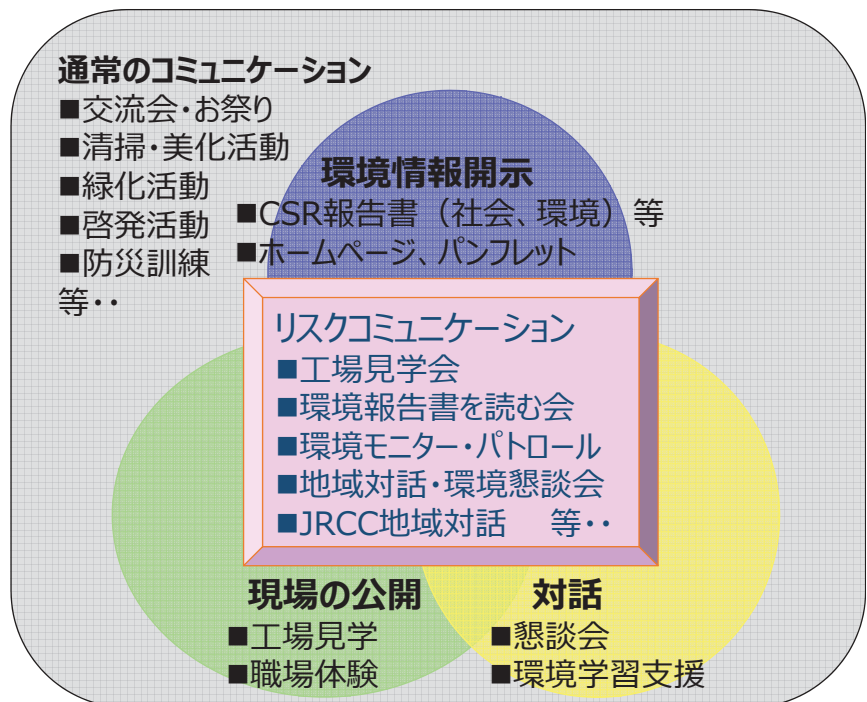 通常のコミュニケーション
■交流会・お祭り
■清掃・美化活動
■緑化活動
■啓発活動
■防災訓練
等・・
環境情報開示
■CSR報告書（社会、環境）等
■ホームページ、パンフレット
リスクコミュニケーション
■工場見学会
■環境報告書を読む会
■環境モニター・パトロール
■地域対話・環境懇談会
■JRCC地域対話　等・・
現場の公開
■工場見学
■職場体験
対話
■懇談会
■環境学習支援